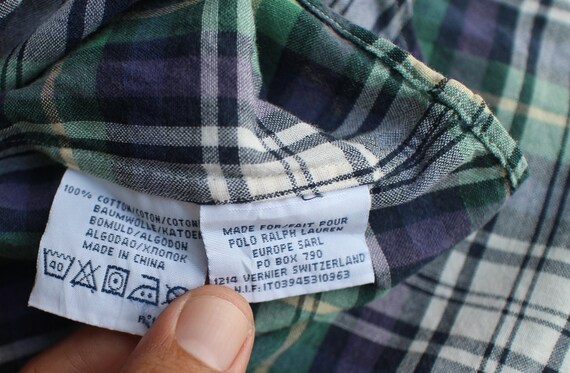 100% COTTON/COTON/COTONE
BAUMWOLLE/KATOEN
BOMULD/ALGODON
ALGODAO/ХЛОПОК
MADE IN CHINA
MADE FOR/FAIT POUR
POLO RALPH LAUREN
EUROPE SARL
PO BOX 790
1214 VERNIER SWITZERLAND
N.I.F: IT03945310963